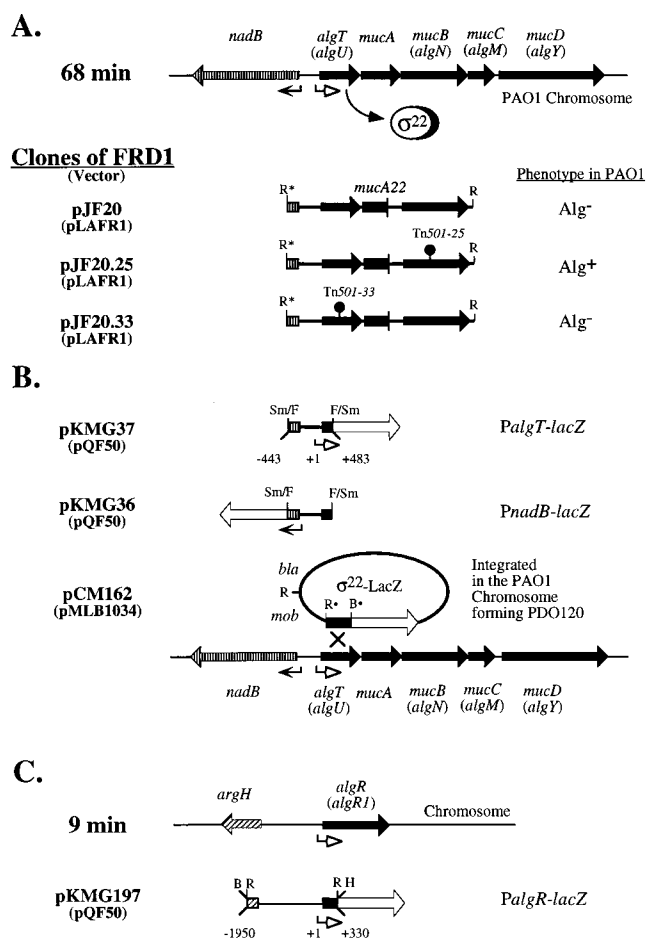 A.
nadB algT mucA mucB mucC mucD
(algU) (algN) (algM) (algY)
68 min
PAO1 Chromosome
σ22
Clones of FRD1
(Vector)
Phenotype in PAO1
mucA22
R* R
pJF20
(pLAFR1)
Alg-
Tn501-25
R* R
pJF20.25
(pLAFR1)
Alg+
Tn501-33
R* R
pJF20.33
(pLAFR1)
Alg-
B.
Sm/F F/Sm
pKMG37
(pQF50)
PalgT-lacZ
-443 +1 +483
Sm/F F/Sm
pKMG36
(pQF50)
PnadB-lacZ
pCM162
(pMLB1034)
bla
R
mob
σ22-LacZ
R• B•
Integrated
in the PAO1
Chromosome
forming PDO120
nadB algT mucA mucB mucC mucD
(algU) (algN) (algM) (algY)
C.
argH algR
(algR1)
Chromosome
9 min
B R R H
pKMG197
(pQF50)
PalgR-lacZ
-1950 +1 +330